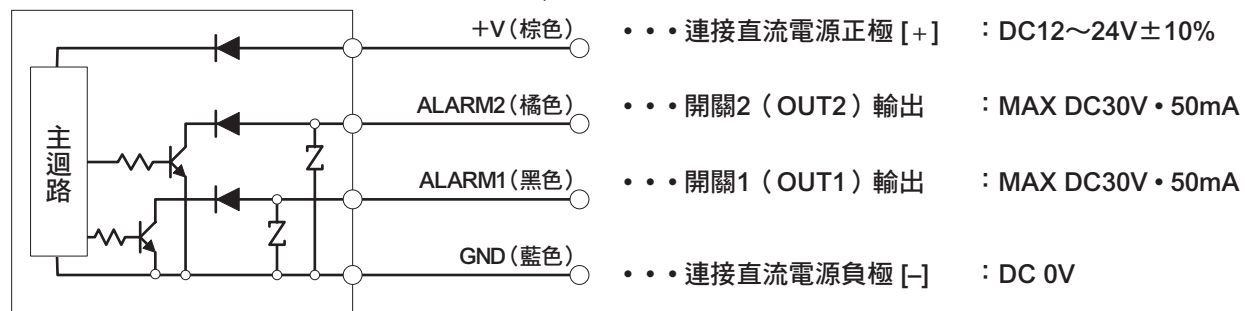 +V(棕色) • • • 連接直流電源正極 [+] :DC12~24V±10%
ALARM2(橘色) • • • 開關2(OUT2)輸出 :MAX DC30V • 50mA
主迴路
ALARM1(黑色) • • • 開關1(OUT1)輸出 :MAX DC30V • 50mA
GND(藍色) • • • 連接直流電源負極 [–] :DC 0V